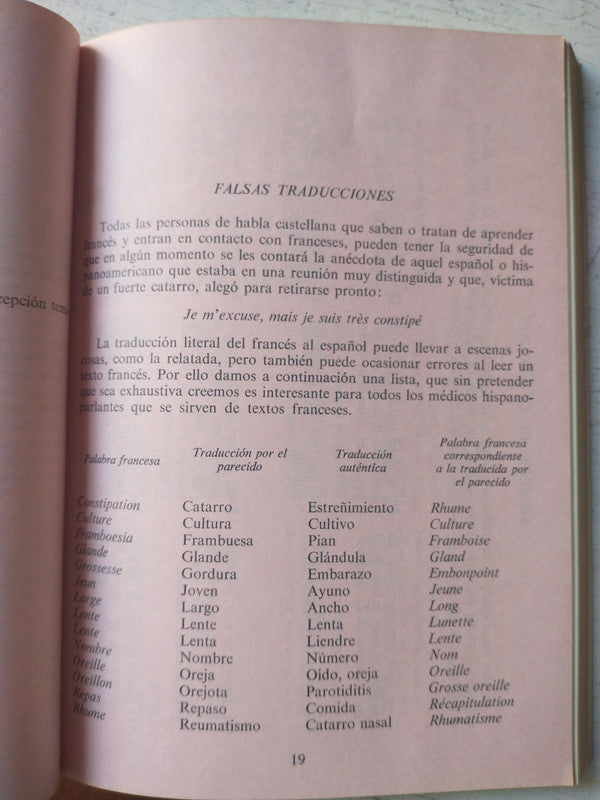 cepción tem
FALSAS TRADUCCIONES
Todas las personas de habla castellana que saben o tratan de aprender
francés y entran en contacto con franceses, pueden tener la seguridad de
que en algún momento se les contará la anécdota de aquel español o his-
panoamericano que estaba en una reunión muy distinguida y que, víctima
de un fuerte catarro, alegó para retirarse pronto:
Je m'excuse, mais je suis très constipé
La traducción literal del francés al español puede llevar a escenas jo-
cosas, como la relatada, pero también puede ocasionar errores al leer un
texto francés. Por ello damos a continuación una lista, que sin pretender
que sea exhaustiva creemos es interesante para todos los médicos hispano-
parlantes que se sirven de textos franceses.
Palabra francesa Traducción por el parecido Traducción auténtica Palabra francesa correspondiente a la traducida por el parecido
Constipation Catarro Estreñimiento Rhume
Culture Cultura Cultivo Culture
Framboesia Frambuesa Pian Framboise
Glande Glande Glándula Gland
Grossesse Gordura Embarazo Embonpoint
Jeun Joven Ayuno Jeune
Large Largo Ancho Long
Lente Lente Lenta Lunette
Lente Lenta Liendre Lente
Nombre Nombre Número Nom
Oreille Oreja Oído, oreja Oreille
Oreillon Orejota Parotiditis Grosse oreille
Repas Repaso Comida Récapitulation
Rhume Reumatismo Catarro nasal Rhumatisme
19